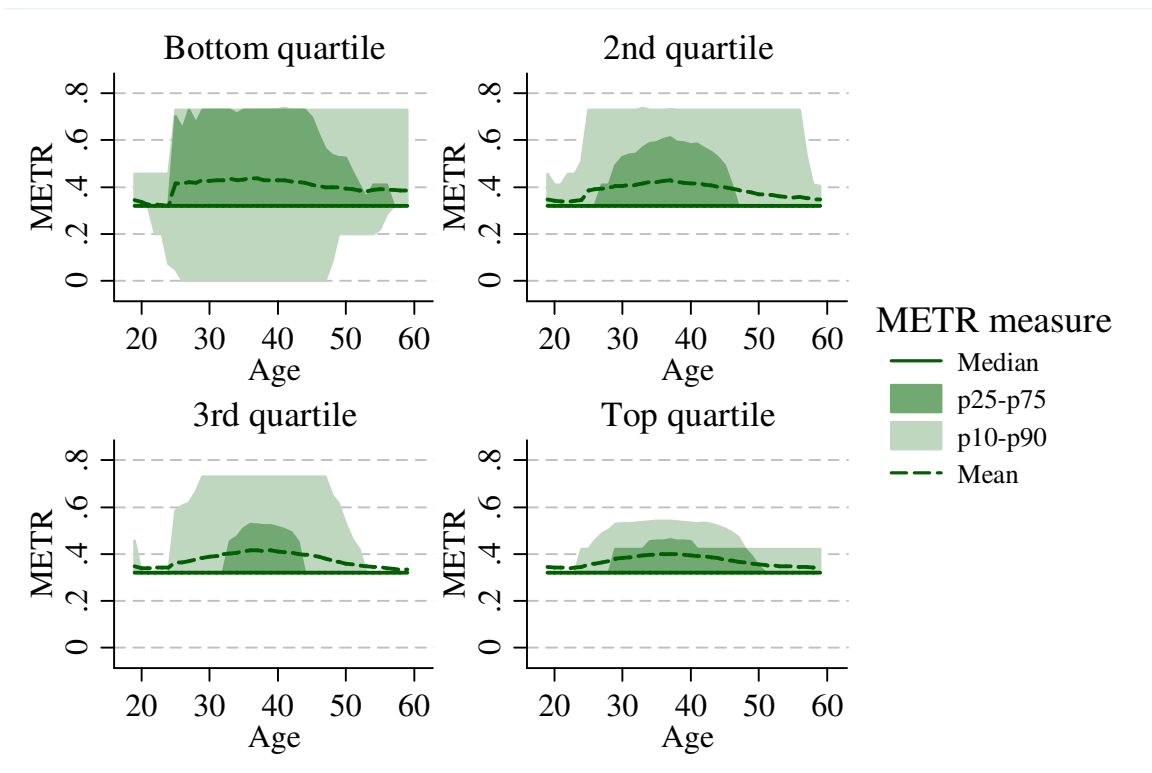 Bottom quartile
METR
.8
.6
.4
.2
0
20 30 40 50 60
Age
2nd quartile
METR
.8
.6
.4
.2
0
20 30 40 50 60
Age
3rd quartile
METR
.8
.6
.4
.2
0
20 30 40 50 60
Age
Top quartile
METR
.8
.6
.4
.2
0
20 30 40 50 60
Age
METR measure
Median
p25-p75
p10-p90
Mean